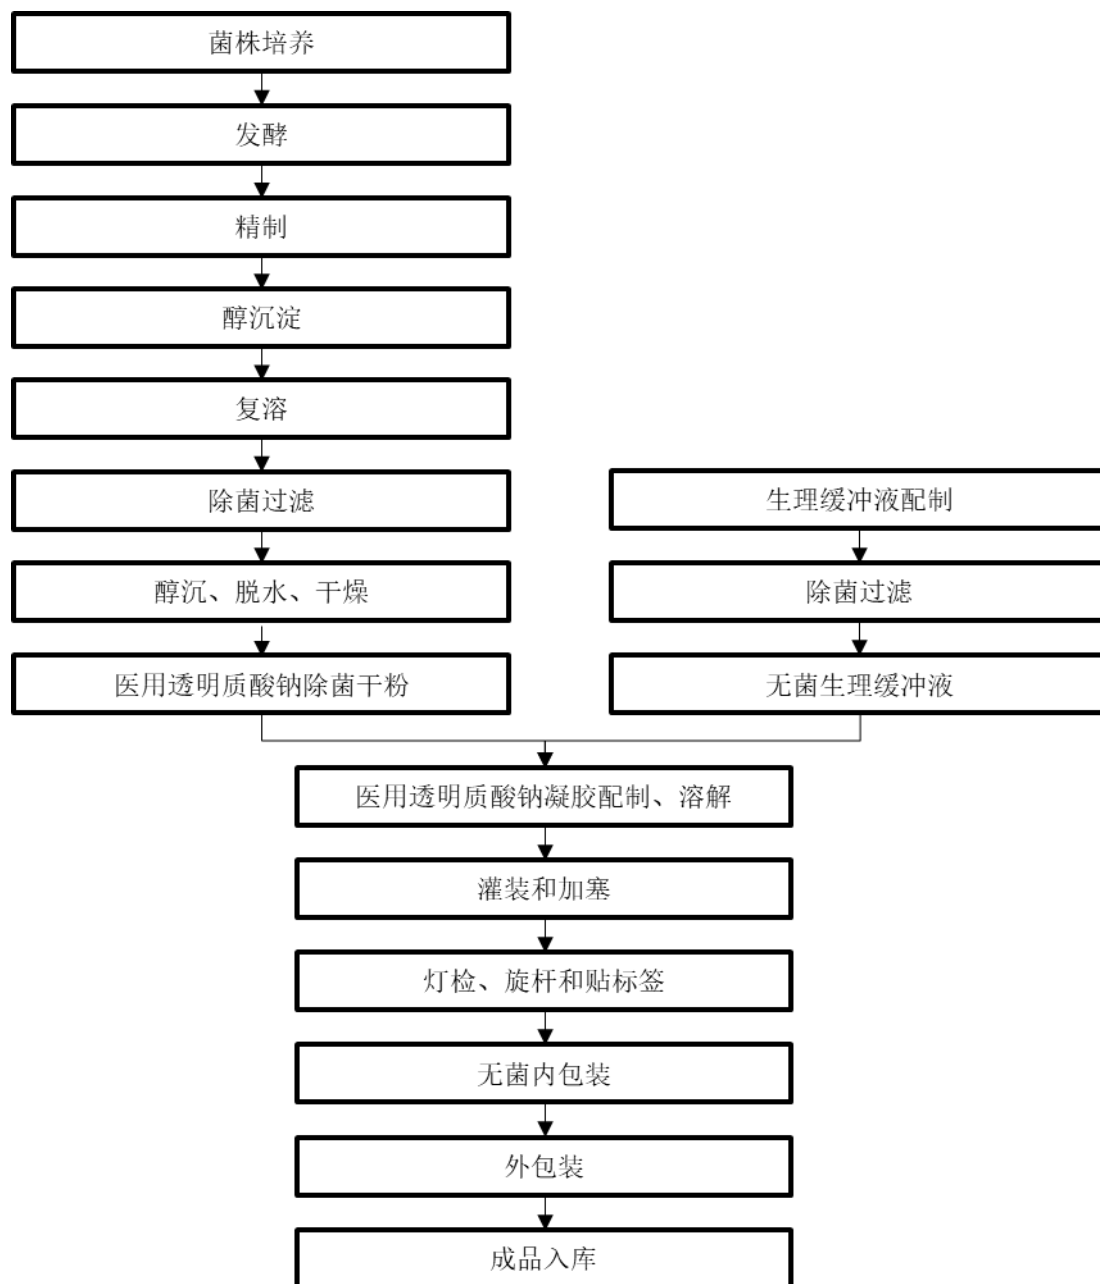 菌株培养
发酵
精制
醇沉淀
复溶
除菌过滤
醇沉、脱水、干燥
医用透明质酸钠除菌干粉
生理缓冲液配制
除菌过滤
无菌生理缓冲液
医用透明质酸钠凝胶配制、溶解
灌装和加塞
灯检、旋杆和贴标签
无菌内包装
外包装
成品入库